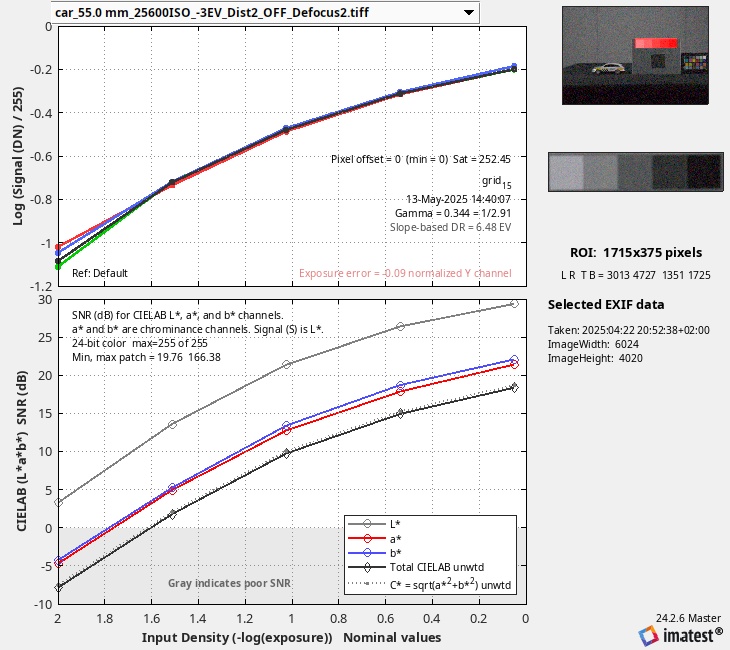 car_55.0 mm_25600ISO_-3EV_Dist2_OFF_Defocus2.tiff
0
-0.2
-0.4
-0.6
-0.8
-1
-1.2
Log (Signal (DN) / 255)
Pixel offset = 0 (min = 0) Sat = 252.45
grid15
13-May-2025 14:40:07
Gamma = 0.344 = 1/2.91
Slope-based DR = 6.48 EV
Ref: Default
Exposure error = -0.09 normalized Y channel
ROI: 1715x375 pixels
L R T B = 3013 4727 1351 1725
Selected EXIF data
Taken: 2025:04:22 20:52:38+02:00
ImageWidth: 6024
ImageHeight: 4020
30
25
20
15
10
5
0
-5
-10
CIELAB (L*a*b*) SNR (dB)
SNR (dB) for CIELAB L*, a*, and b* channels.
a* and b* are chrominance channels. Signal (S) is L*.
24-bit color max=255 of 255
Min, max patch = 19.76 166.38
L*
a*
b*
Total CIELAB unwtd
C* = sqrt(a*2+b*2) unwtd
Gray indicates poor SNR
2 1.8 1.6 1.4 1.2 1 0.8 0.6 0.4 0.2 0
Input Density (-log(exposure)) Nominal values
24.2.6 Master
imatest®